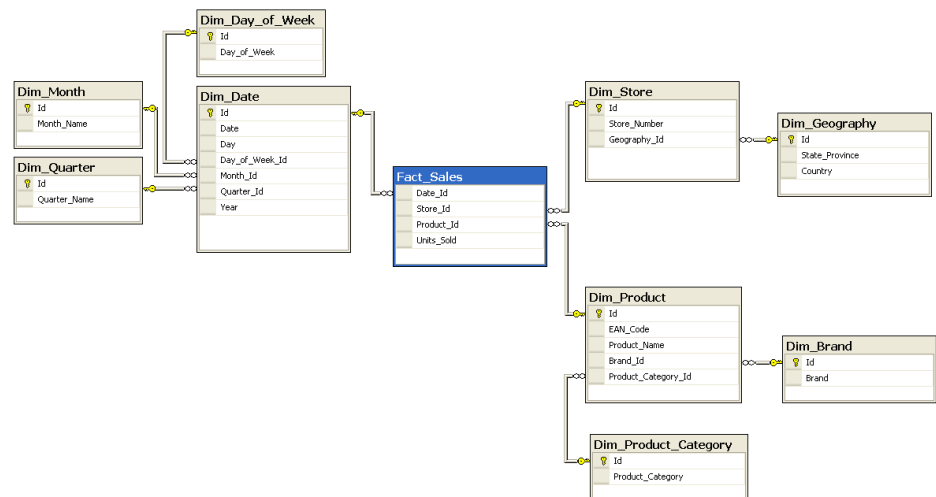 Dim_Day_of_Week
Id
Day_of_Week
Dim_Month
Id
Month_Name
Dim_Quarter
Id
Quarter_Name
Dim_Date
Id
Date
Day
Day_of_Week_Id
Month_Id
Quarter_Id
Year
Fact_Sales
Date_Id
Store_Id
Product_Id
Units_Sold
Dim_Store
Id
Store_Number
Geography_Id
Dim_Geography
Id
State_Province
Country
Dim_Product
Id
EAN_Code
Product_Name
Brand_Id
Product_Category_Id
Dim_Brand
Id
Brand
Dim_Product_Category
Id
Product_Category